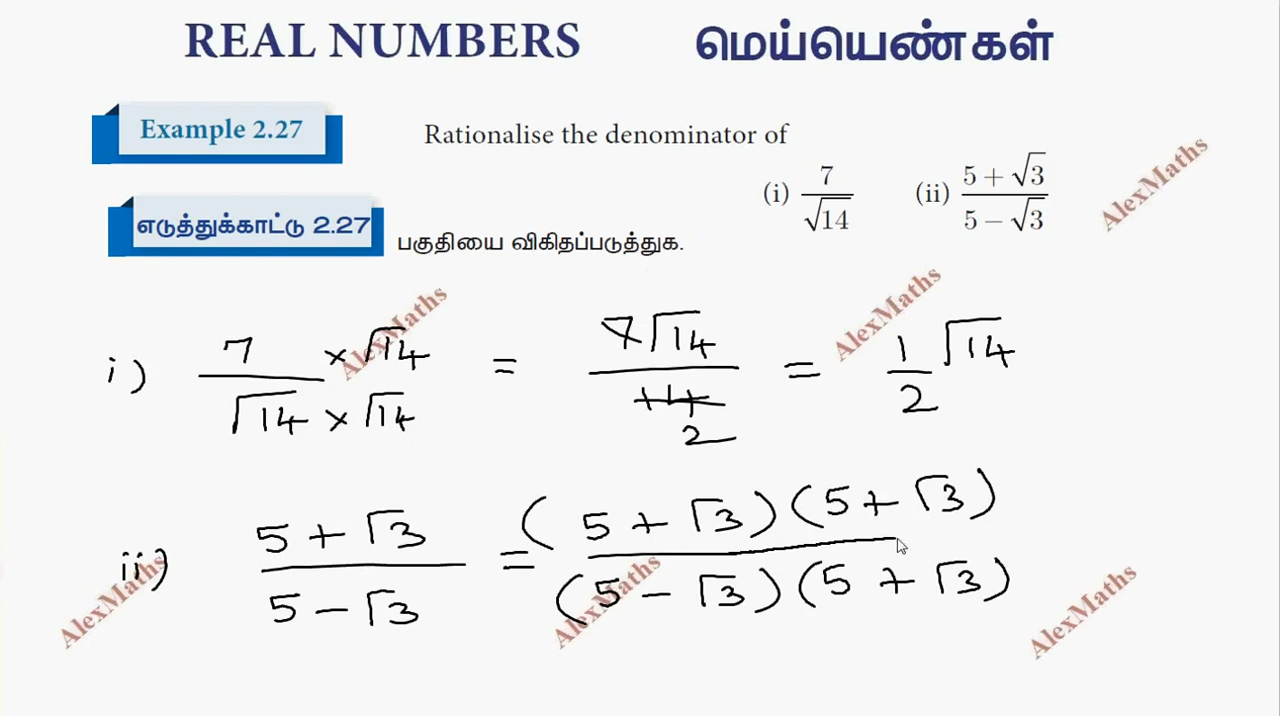 REAL NUMBERS மெய்யெண்கள்
Example 2.27 Rationalise the denominator of
(i) 7/√14 (ii) (5 + √3)/(5 − √3)
எடுத்துக்காட்டு 2.27 பகுதியை விகிதப்படுத்துக.
AlexMaths
AlexMaths
AlexMaths
i) (7 × √14)/(√14 × √14) = 7√14/14 2 = 1/2 √14
ii) (5 + √3)/(5 − √3) = (5 + √3)(5 + √3)/(5 − √3)(5 + √3)
AlexMaths
AlexMaths
AlexMaths